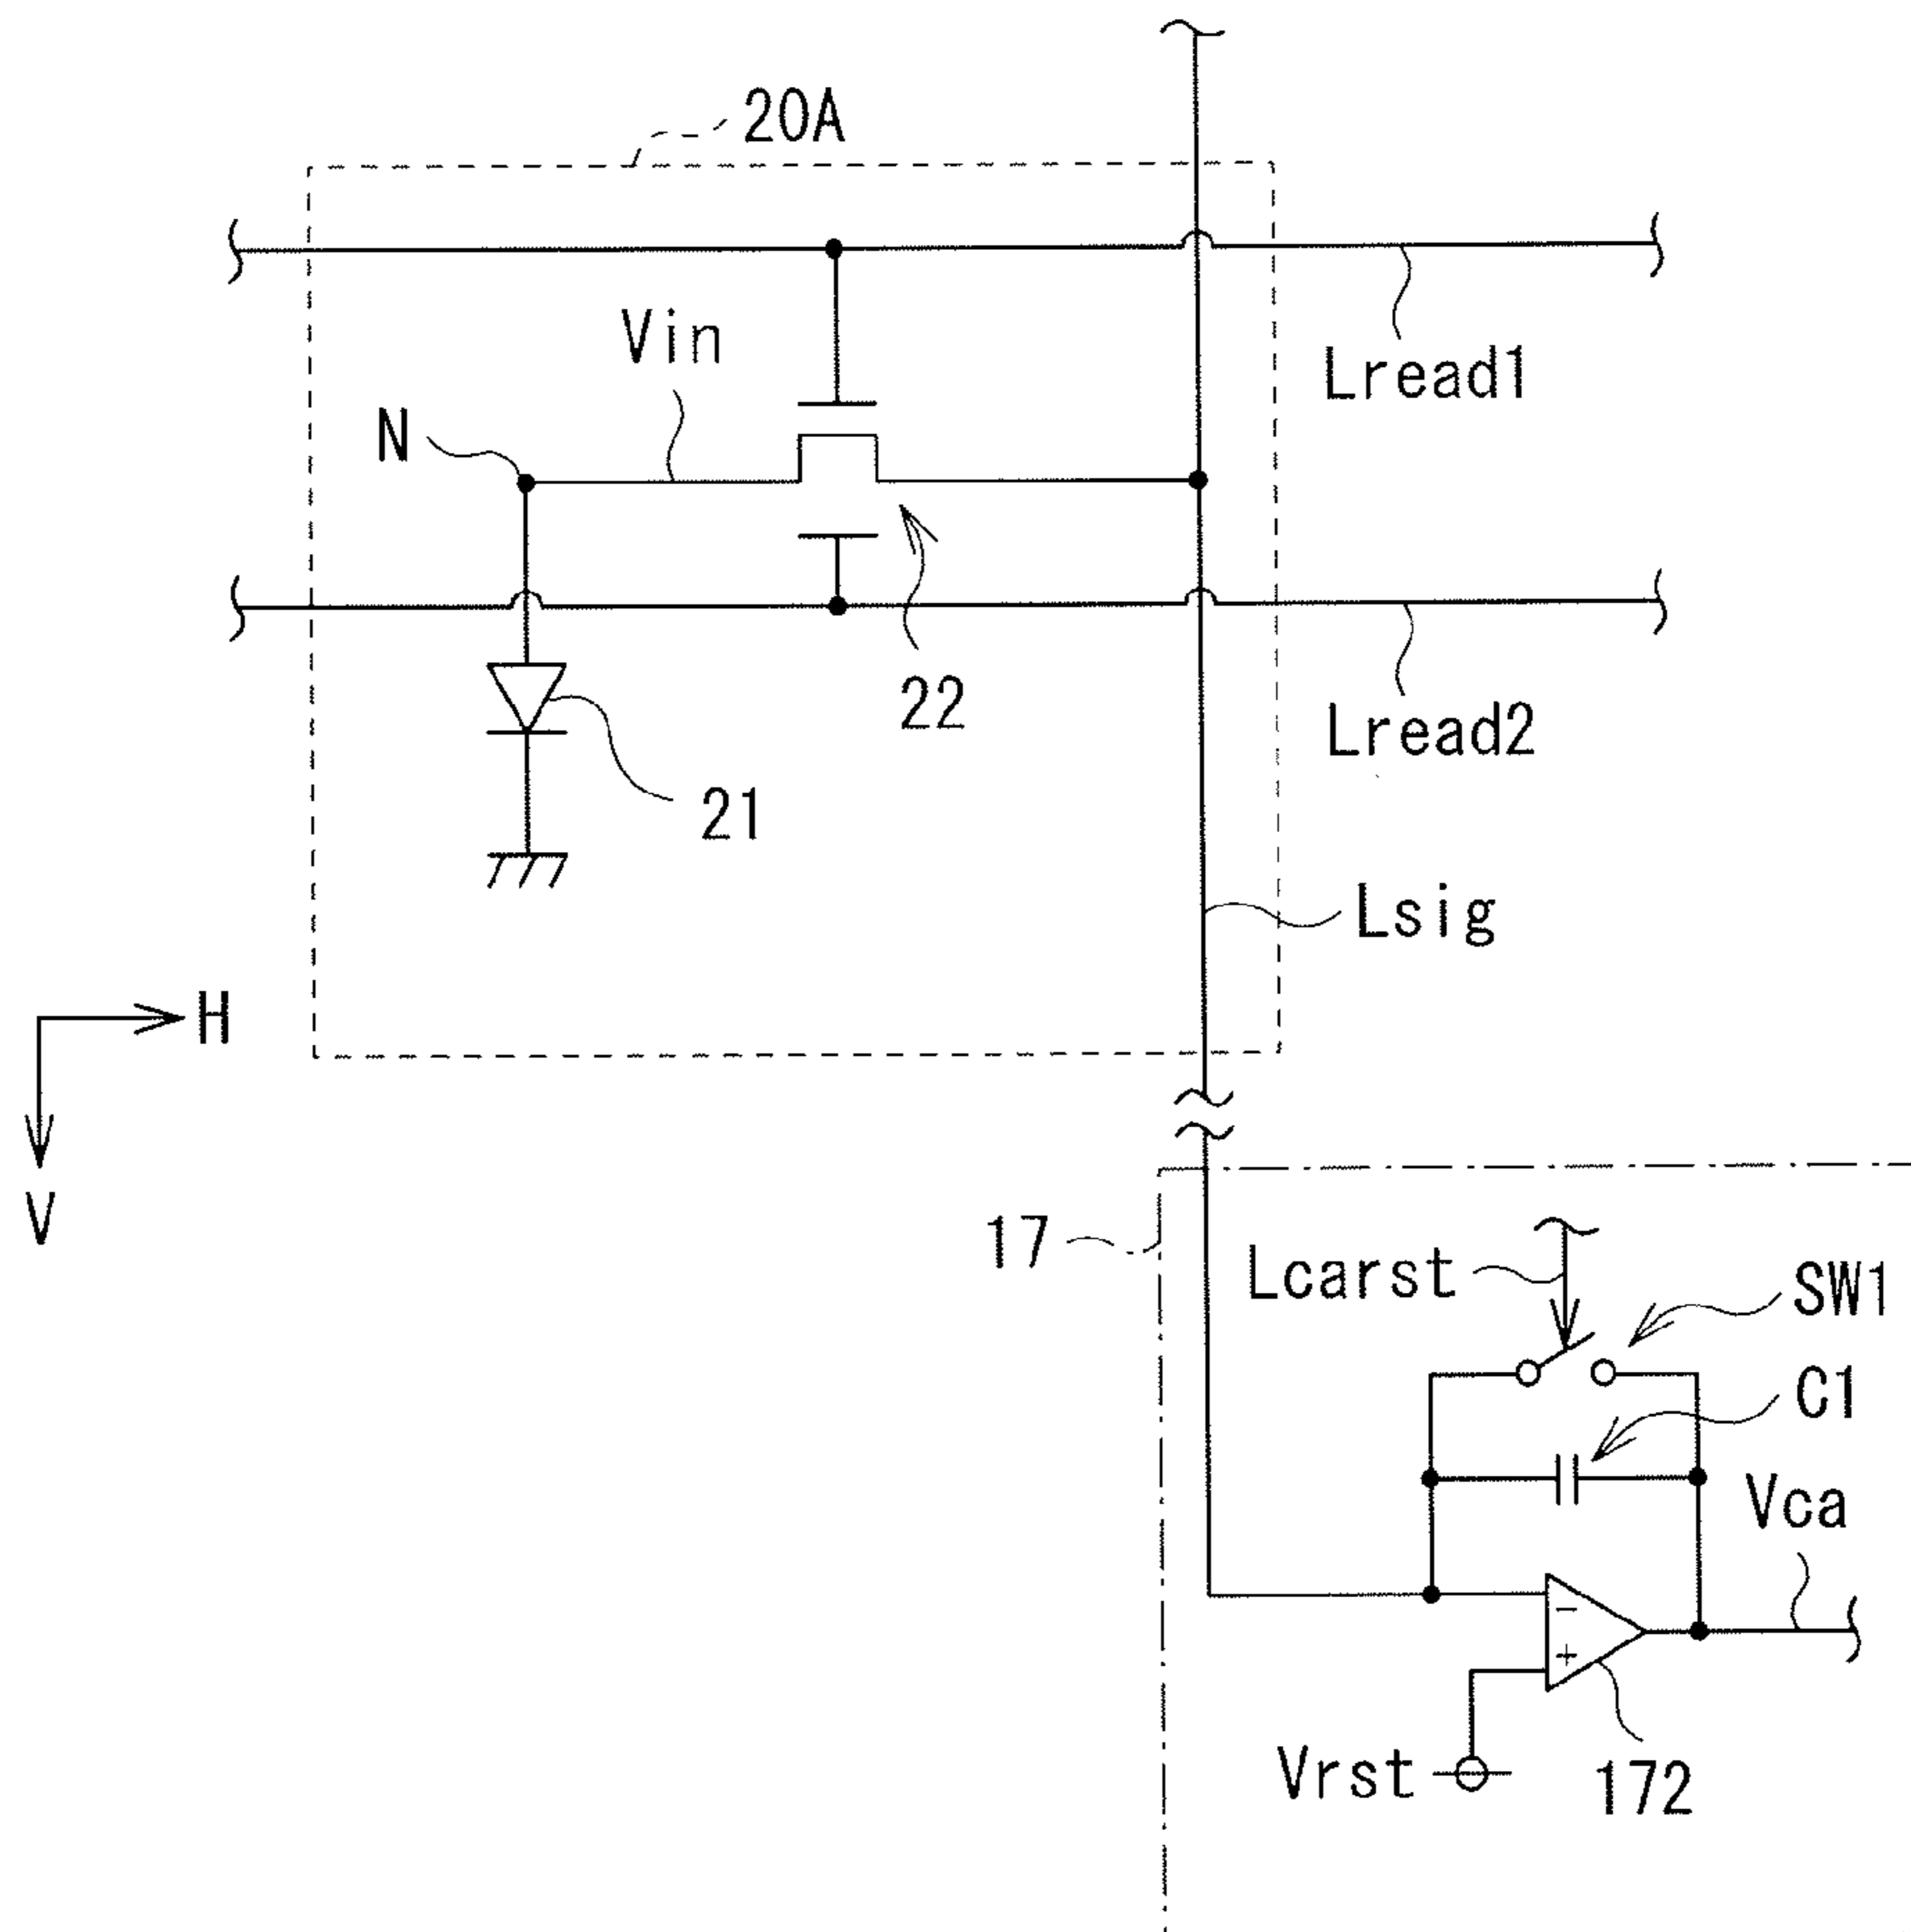 20A
Vin
N
Lread1
22
Lread2
21
Lsig
H
V
17
Lcarst
SW1
C1
Vca
−
+
Vrst
172